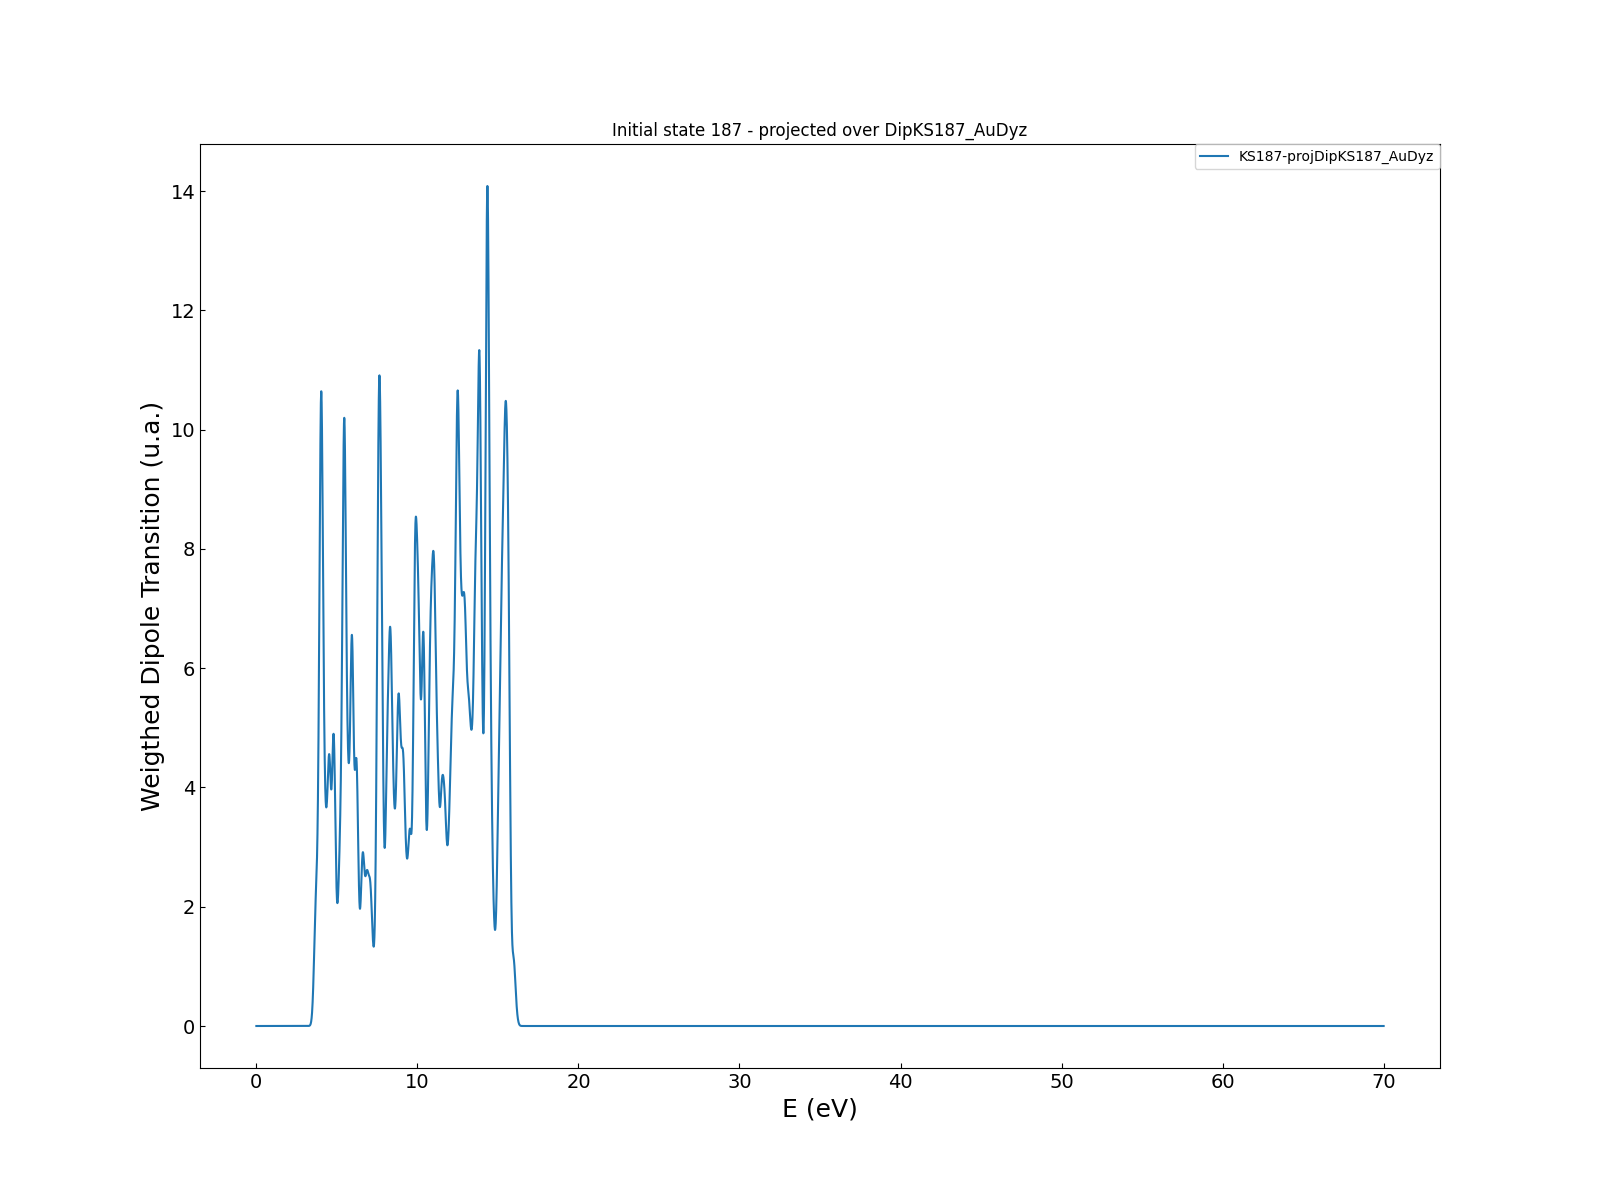 Initial state 187 - projected over DipKS187_AuDyz
KS187-projDipKS187_AuDyz
14
12
10
8
6
4
2
0
Weigthed Dipole Transition (u.a.)
0 10 20 30 40 50 60 70
E (eV)